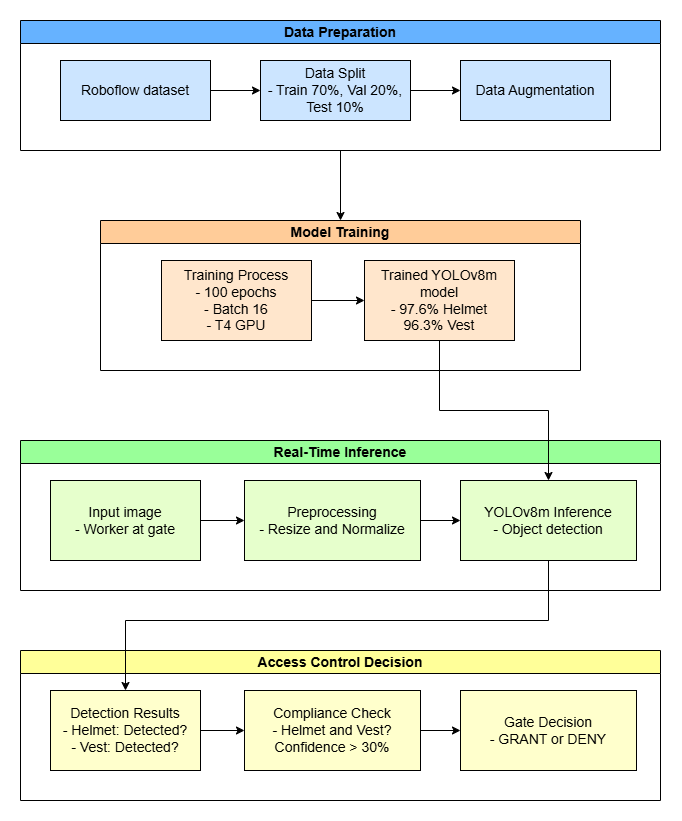 Data Preparation
Roboflow dataset
Data Split
- Train 70%, Val 20%,
Test 10%
Data Augmentation
Model Training
Training Process
- 100 epochs
- Batch 16
- T4 GPU
Trained YOLOv8m
model
- 97.6% Helmet
96.3% Vest
Real-Time Inference
Input image
- Worker at gate
Preprocessing
- Resize and Normalize
YOLOv8m Inference
- Object detection
Access Control Decision
Detection Results
- Helmet: Detected?
- Vest: Detected?
Compliance Check
- Helmet and Vest?
Confidence > 30%
Gate Decision
- GRANT or DENY